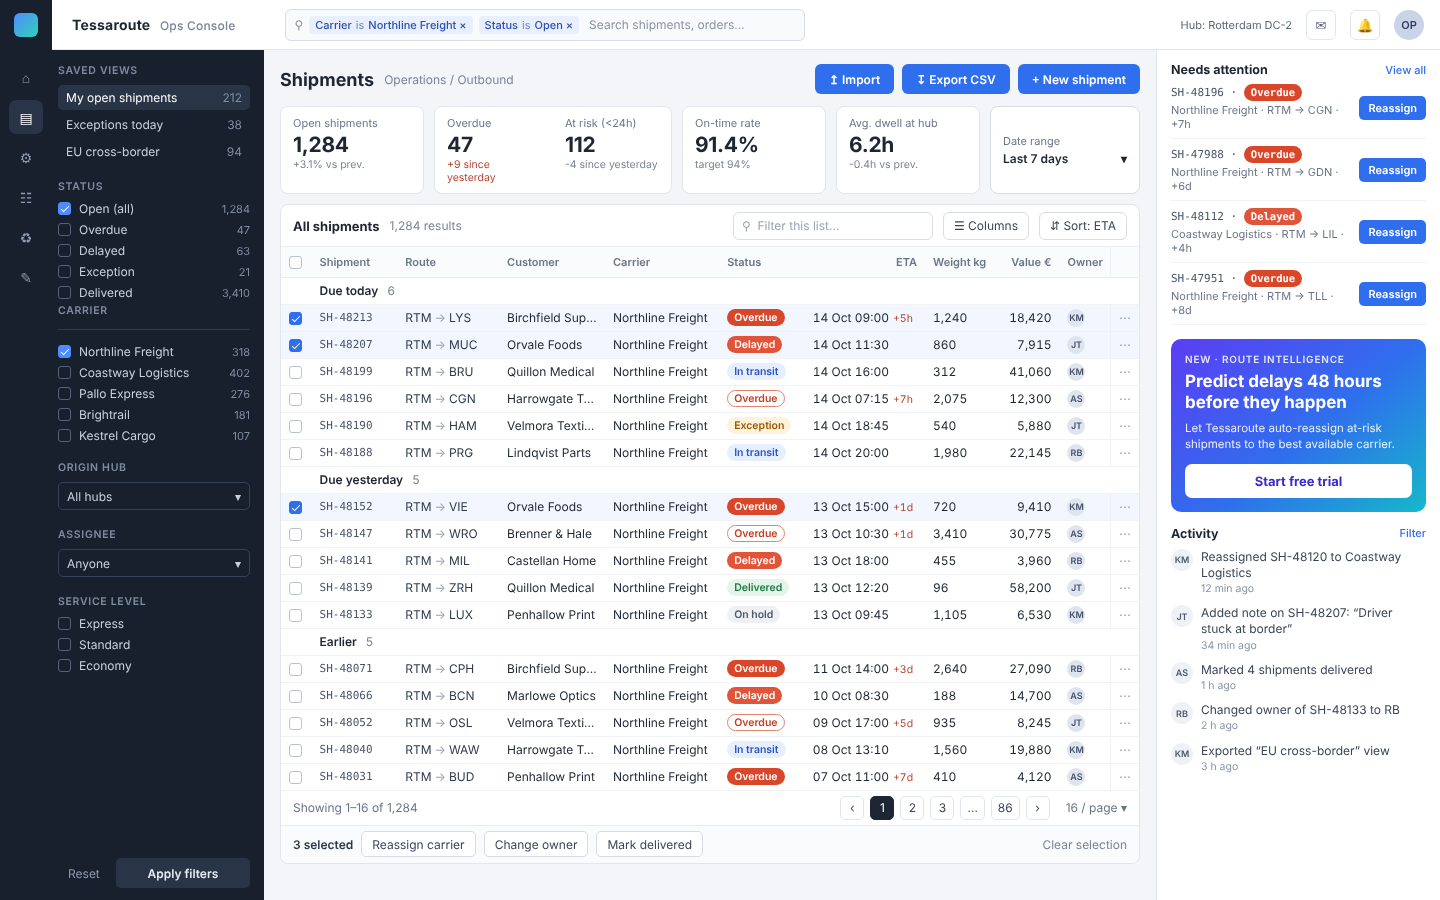 Tessaroute Ops Console
Carrier is Northline Freight × Status is Open × Search shipments, orders...
Hub: Rotterdam DC-2 OP
SAVED VIEWS
My open shipments 212
Exceptions today 38
EU cross-border 94
STATUS
Open (all) 1,284
Overdue 47
Delayed 63
Exception 21
Delivered 3,410
CARRIER
Northline Freight 318
Coastway Logistics 402
Pallo Express 276
Brightrail 181
Kestrel Cargo 107
ORIGIN HUB
All hubs ▾
ASSIGNEE
Anyone ▾
SERVICE LEVEL
Express
Standard
Economy
Reset Apply filters
Shipments Operations / Outbound
↥ Import ↧ Export CSV + New shipment
Open shipments
1,284
+3.1% vs prev.
Overdue
47
+9 since
yesterday
At risk (<24h)
112
-4 since yesterday
On-time rate
91.4%
target 94%
Avg. dwell at hub
6.2h
-0.4h vs prev.
Date range
Last 7 days ▾
All shipments 1,284 results
Filter this list... ☰ Columns ⇵ Sort: ETA
Shipment Route Customer Carrier Status ETA Weight kg Value € Owner
Due today 6
SH-48213 RTM → LYS Birchfield Sup... Northline Freight Overdue 14 Oct 09:00 +5h 1,240 18,420 KM ···
SH-48207 RTM → MUC Orvale Foods Northline Freight Delayed 14 Oct 11:30 860 7,915 JT ···
SH-48199 RTM → BRU Quillon Medical Northline Freight In transit 14 Oct 16:00 312 41,060 KM ···
SH-48196 RTM → CGN Harrowgate T... Northline Freight Overdue 14 Oct 07:15 +7h 2,075 12,300 AS ···
SH-48190 RTM → HAM Velmora Texti... Northline Freight Exception 14 Oct 18:45 540 5,880 JT ···
SH-48188 RTM → PRG Lindqvist Parts Northline Freight In transit 14 Oct 20:00 1,980 22,145 RB ···
Due yesterday 5
SH-48152 RTM → VIE Orvale Foods Northline Freight Overdue 13 Oct 15:00 +1d 720 9,410 KM ···
SH-48147 RTM → WRO Brenner & Hale Northline Freight Overdue 13 Oct 10:30 +1d 3,410 30,775 AS ···
SH-48141 RTM → MIL Castellan Home Northline Freight Delayed 13 Oct 18:00 455 3,960 RB ···
SH-48139 RTM → ZRH Quillon Medical Northline Freight Delivered 13 Oct 12:20 96 58,200 JT ···
SH-48133 RTM → LUX Penhallow Print Northline Freight On hold 13 Oct 09:45 1,105 6,530 KM ···
Earlier 5
SH-48071 RTM → CPH Birchfield Sup... Northline Freight Overdue 11 Oct 14:00 +3d 2,640 27,090 RB ···
SH-48066 RTM → BCN Marlowe Optics Northline Freight Delayed 10 Oct 08:30 188 14,700 AS ···
SH-48052 RTM → OSL Velmora Texti... Northline Freight Overdue 09 Oct 17:00 +5d 935 8,245 JT ···
SH-48040 RTM → WAW Harrowgate T... Northline Freight In transit 08 Oct 13:10 1,560 19,880 KM ···
SH-48031 RTM → BUD Penhallow Print Northline Freight Overdue 07 Oct 11:00 +7d 410 4,120 AS ···
Showing 1–16 of 1,284 ‹ 1 2 3 ... 86 › 16 / page ▾
3 selected Reassign carrier Change owner Mark delivered Clear selection
Needs attention View all
SH-48196 · Overdue
Northline Freight · RTM → CGN ·
+7h
Reassign
SH-47988 · Overdue
Northline Freight · RTM → GDN ·
+6d
Reassign
SH-48112 · Delayed
Coastway Logistics · RTM → LIL ·
+4h
Reassign
SH-47951 · Overdue
Northline Freight · RTM → TLL ·
+8d
Reassign
NEW · ROUTE INTELLIGENCE
Predict delays 48 hours
before they happen
Let Tessaroute auto-reassign at-risk
shipments to the best available carrier.
Start free trial
Activity Filter
KM Reassigned SH-48120 to Coastway
Logistics
12 min ago
JT Added note on SH-48207: “Driver
stuck at border”
34 min ago
AS Marked 4 shipments delivered
1 h ago
RB Changed owner of SH-48133 to RB
2 h ago
KM Exported “EU cross-border” view
3 h ago